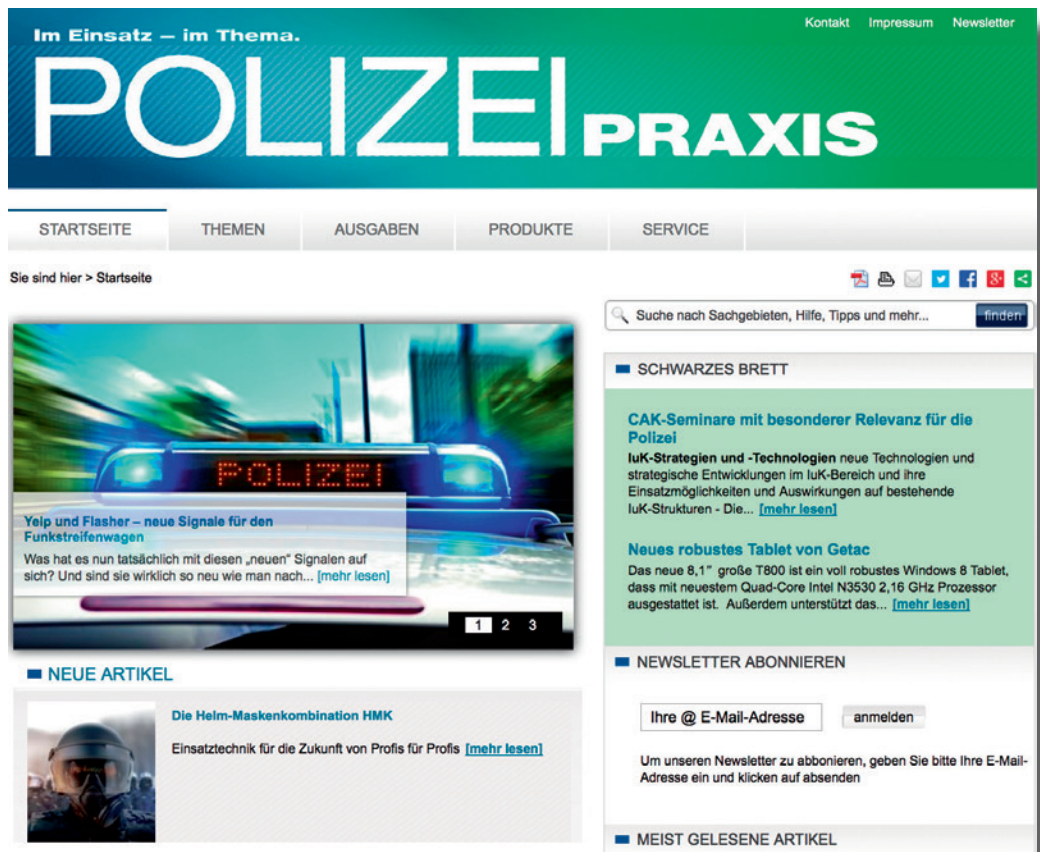 Kontakt Impressum Newsletter
Im Einsatz – im Thema.
POLIZEI PRAXIS
STARTSEITE THEMEN AUSGABEN PRODUKTE SERVICE
Sie sind hier > Startseite
Suche nach Sachgebieten, Hilfe, Tipps und mehr... finden
POLIZEI
Yelp und Flasher – neue Signale für den
Funkstreifenwagen
Was hat es nun tatsächlich mit diesen „neuen“ Signalen auf
sich? Und sind sie wirklich so neu wie man nach... [mehr lesen]
1 2 3
NEUE ARTIKEL
Die Helm-Maskenkombination HMK
Einsatztechnik für die Zukunft von Profis für Profis [mehr lesen]
SCHWARZES BRETT
CAK-Seminare mit besonderer Relevanz für die
Polizei
IuK-Strategien und -Technologien neue Technologien und
strategische Entwicklungen im IuK-Bereich und ihre
Einsatzmöglichkeiten und Auswirkungen auf bestehende
IuK-Strukturen - Die... [mehr lesen]
Neues robustes Tablet von Getac
Das neue 8,1" große T800 ist ein voll robustes Windows 8 Tablet,
dass mit neuestem Quad-Core Intel N3530 2,16 GHz Prozessor
ausgestattet ist. Außerdem unterstützt das... [mehr lesen]
NEWSLETTER ABONNIEREN
Ihre @ E-Mail-Adresse anmelden
Um unseren Newsletter zu abbonieren, geben Sie bitte Ihre E-Mail-
Adresse ein und klicken auf absenden
MEIST GELESENE ARTIKEL